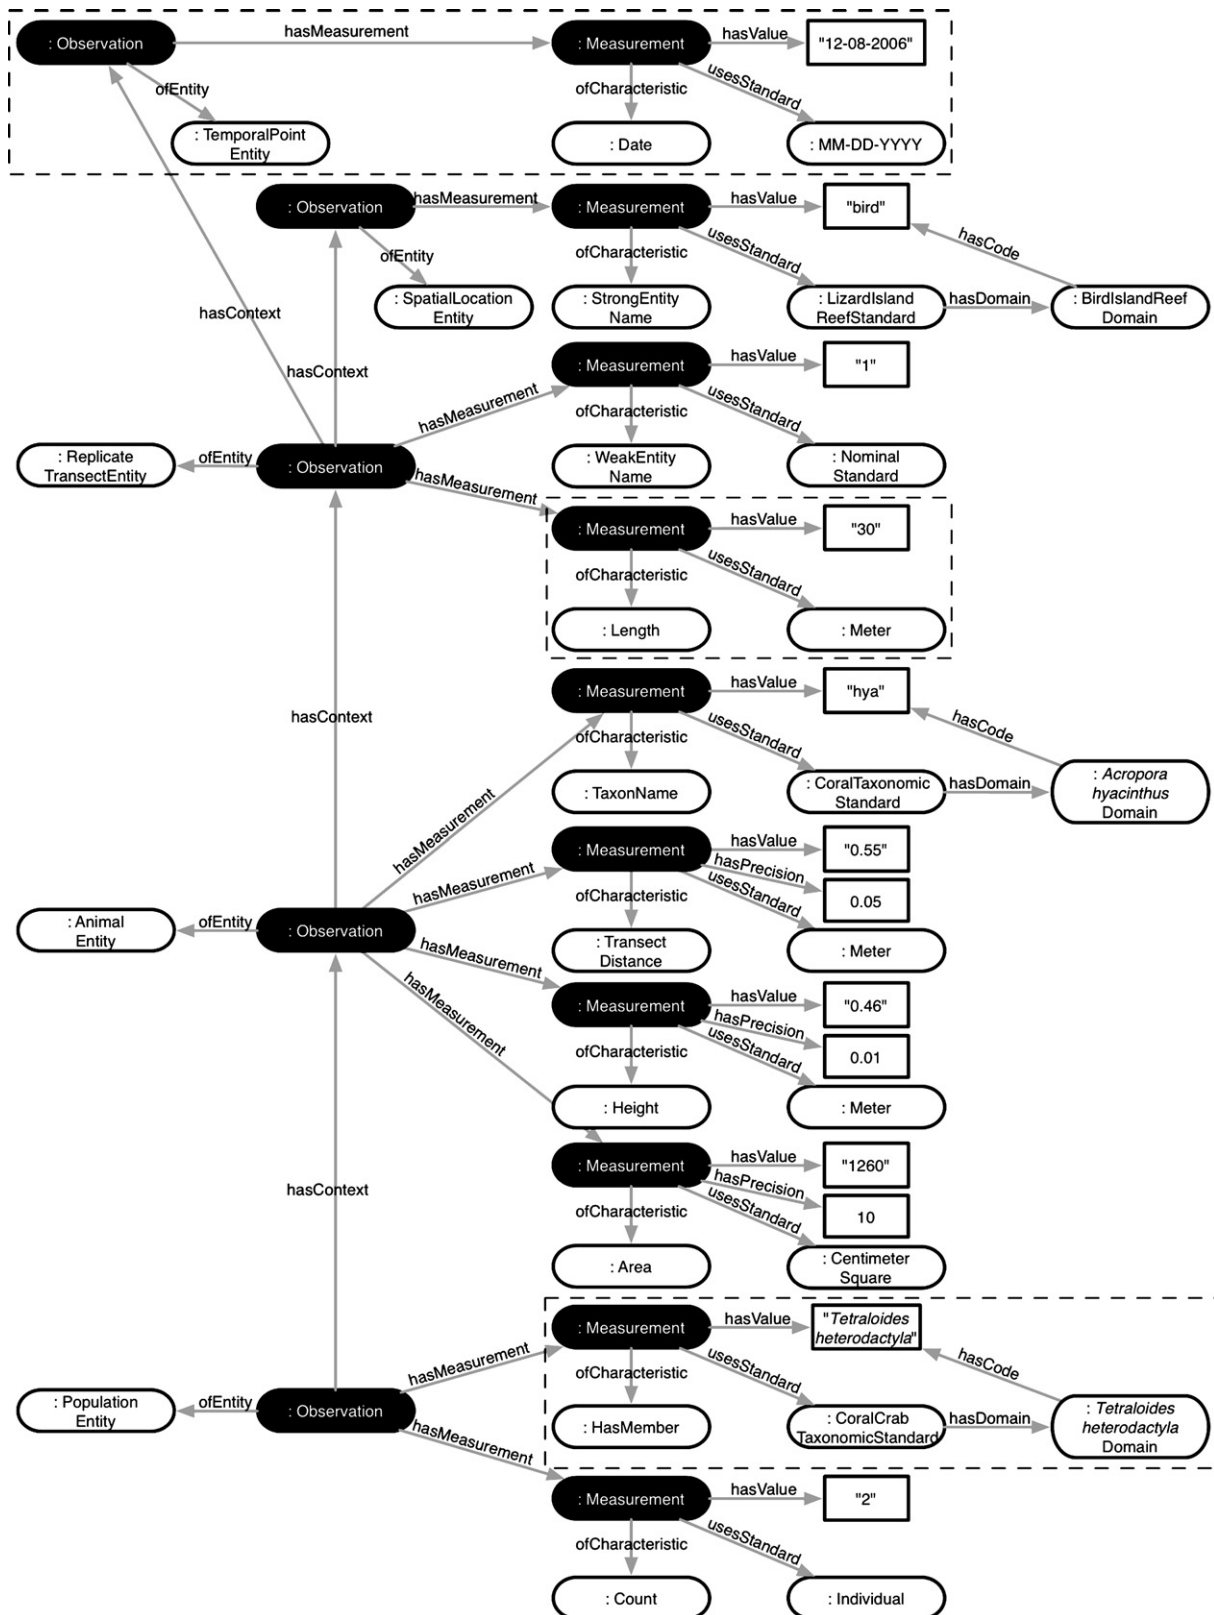 : Observation
hasMeasurement
: Measurement
hasValue
"12-08-2006"
ofEntity
ofCharacteristic
usesStandard
: TemporalPoint
Entity
: Date
: MM-DD-YYYY
: Observation
hasMeasurement
: Measurement
hasValue
"bird"
hasCode
ofEntity
ofCharacteristic
usesStandard
: SpatialLocation
Entity
: StrongEntity
Name
: LizardIsland
ReefStandard
hasDomain
: BirdIslandReef
Domain
hasContext
hasContext
: Measurement
hasValue
"1"
hasMeasurement
ofCharacteristic
usesStandard
: Replicate
TransectEntity
ofEntity
: Observation
: WeakEntity
Name
: Nominal
Standard
hasMeasurement
: Measurement
hasValue
"30"
ofCharacteristic
usesStandard
: Length
: Meter
hasContext
: Measurement
hasValue
"hya"
hasCode
ofCharacteristic
usesStandard
: TaxonName
: CoralTaxonomic
Standard
hasDomain
: Acropora
hyacinthus
Domain
hasMeasurement
: Measurement
hasValue
"0.55"
hasPrecision
0.05
hasMeasurement
ofCharacteristic
usesStandard
: Animal
Entity
ofEntity
: Observation
: Transect
Distance
: Meter
hasMeasurement
: Measurement
hasValue
"0.46"
hasPrecision
0.01
hasMeasurement
ofCharacteristic
usesStandard
: Height
: Meter
: Measurement
hasValue
"1260"
hasPrecision
10
hasContext
ofCharacteristic
usesStandard
: Area
: Centimeter
Square
: Measurement
hasValue
"Tetraloides
heterodactyla"
hasCode
hasMeasurement
ofCharacteristic
usesStandard
: Population
Entity
ofEntity
: Observation
: HasMember
: CoralCrab
TaxonomicStandard
hasDomain
: Tetraloides
heterodactyla
Domain
hasMeasurement
: Measurement
hasValue
"2"
ofCharacteristic
usesStandard
: Count
: Individual